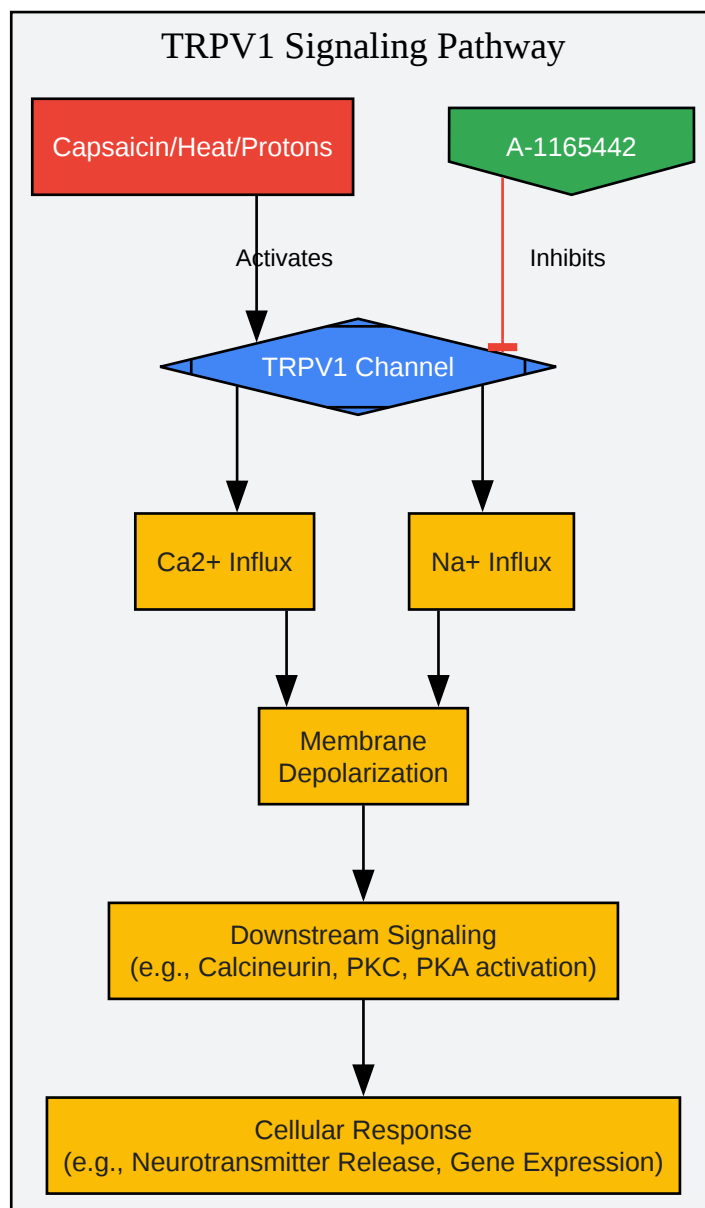 TRPV1 Signaling Pathway
Capsaicin/Heat/Protons
A-1165442
Activates
Inhibits
TRPV1 Channel
Ca2+ Influx
Na+ Influx
Membrane
Depolarization
Downstream Signaling
(e.g., Calcineurin, PKC, PKA activation)
Cellular Response
(e.g., Neurotransmitter Release, Gene Expression)